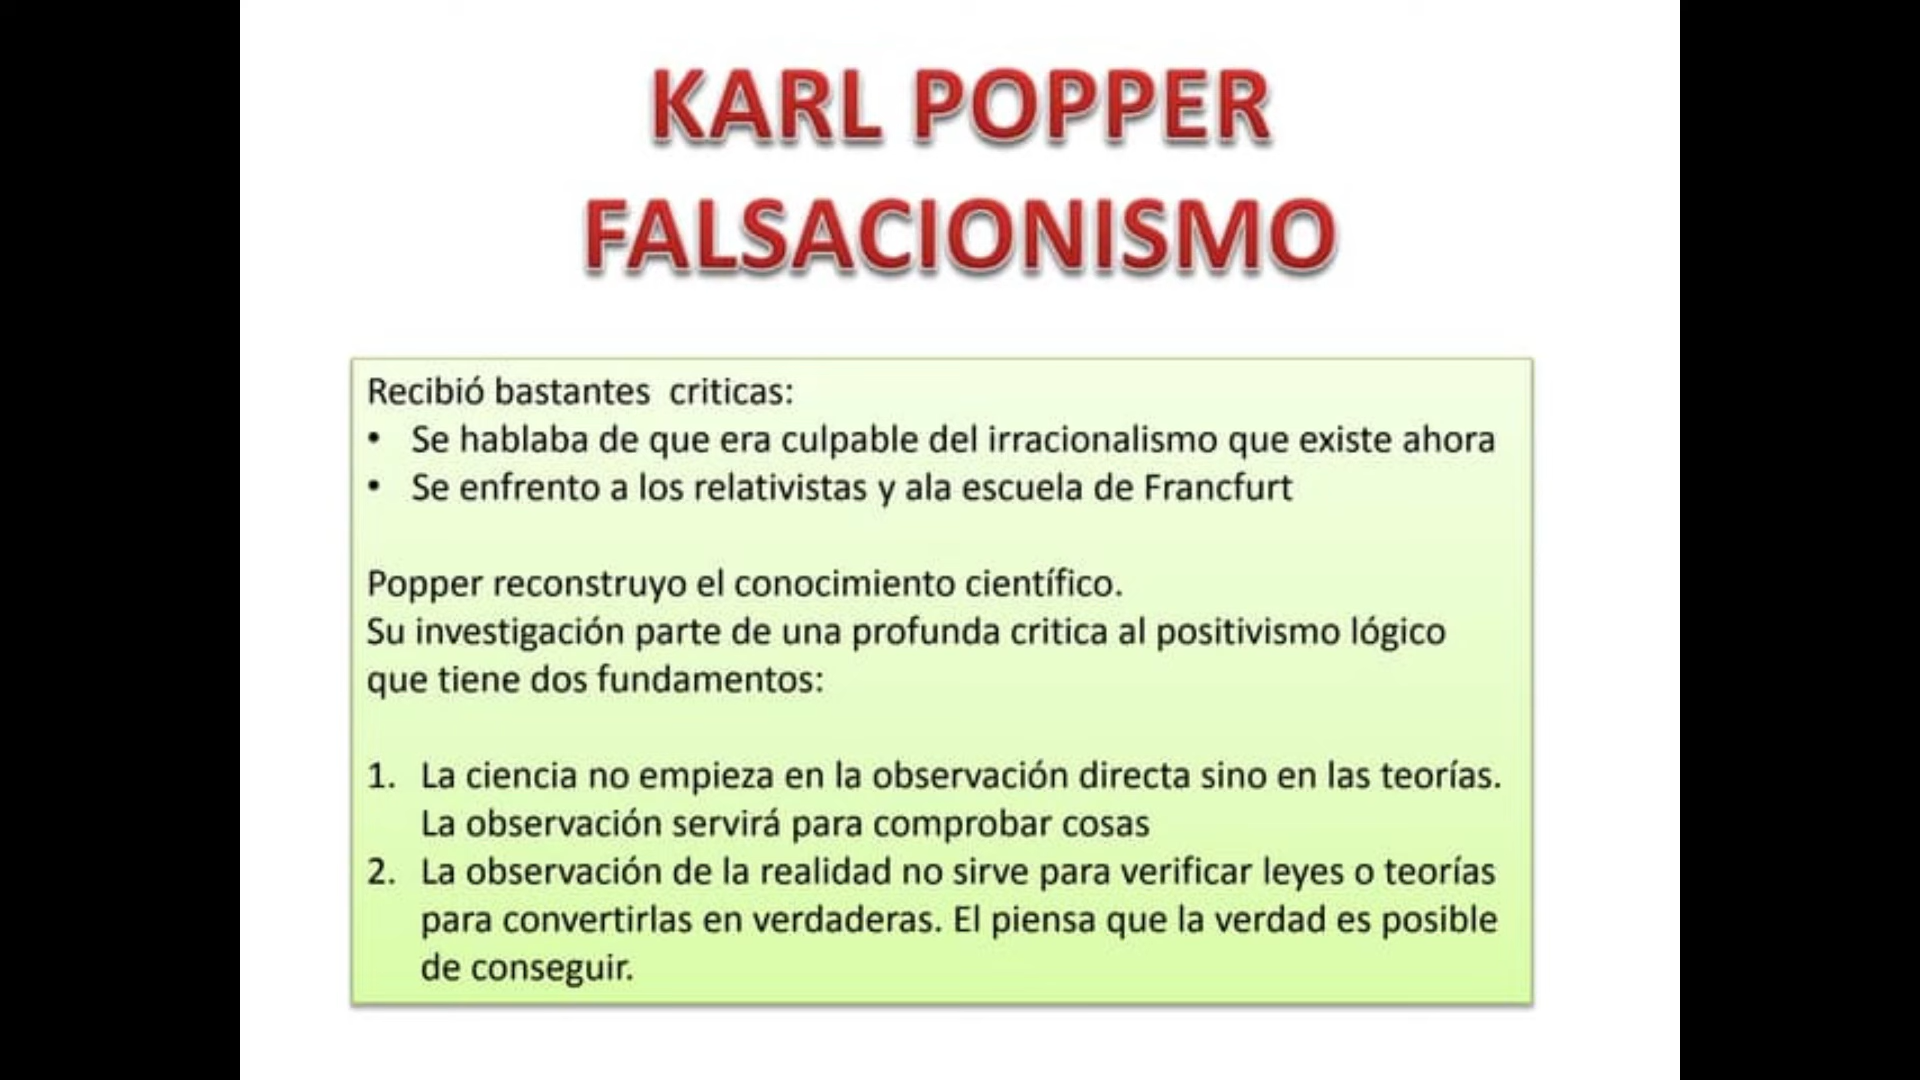 KARL POPPER
FALSACIONISMO
Recibió bastantes criticas:
• Se hablaba de que era culpable del irracionalismo que existe ahora
• Se enfrento a los relativistas y ala escuela de Francfurt
Popper reconstruyo el conocimiento científico.
Su investigación parte de una profunda critica al positivismo lógico
que tiene dos fundamentos:
1. La ciencia no empieza en la observación directa sino en las teorías.
La observación servirá para comprobar cosas
2. La observación de la realidad no sirve para verificar leyes o teorías
para convertirlas en verdaderas. El piensa que la verdad es posible
de conseguir.